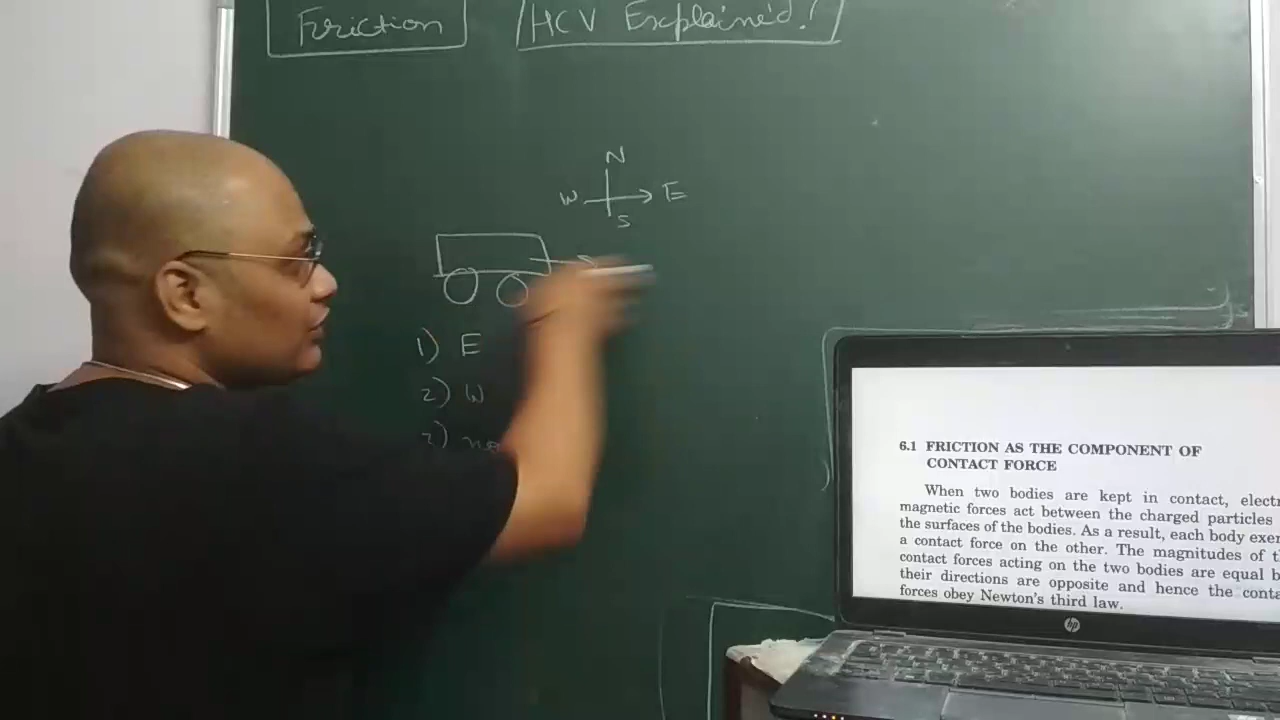 Friction
HCV Explained!
N
W E
S
1) E
2) W
6.1 FRICTION AS THE COMPONENT OF
CONTACT FORCE
When two bodies are kept in contact,
magnetic forces act between the charged particles
the surfaces of the bodies. As a result, each body
a contact force on the other. The magnitudes of
contact forces acting on the two bodies are equal
their directions are opposite and hence the
forces obey Newton's third law.
hp